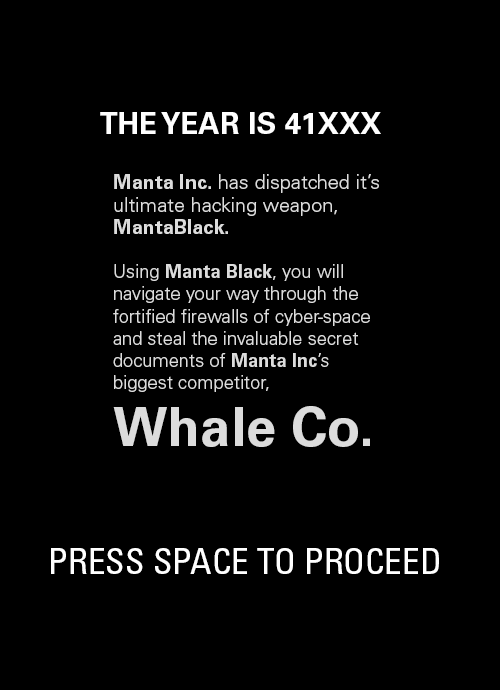 THE YEAR IS 41XXX
Manta Inc. has dispatched it’s
ultimate hacking weapon,
MantaBlack.
Using Manta Black, you will
navigate your way through the
fortified firewalls of cyber-space
and steal the invaluable secret
documents of Manta Inc’s
biggest competitor,
Whale Co.
PRESS SPACE TO PROCEED